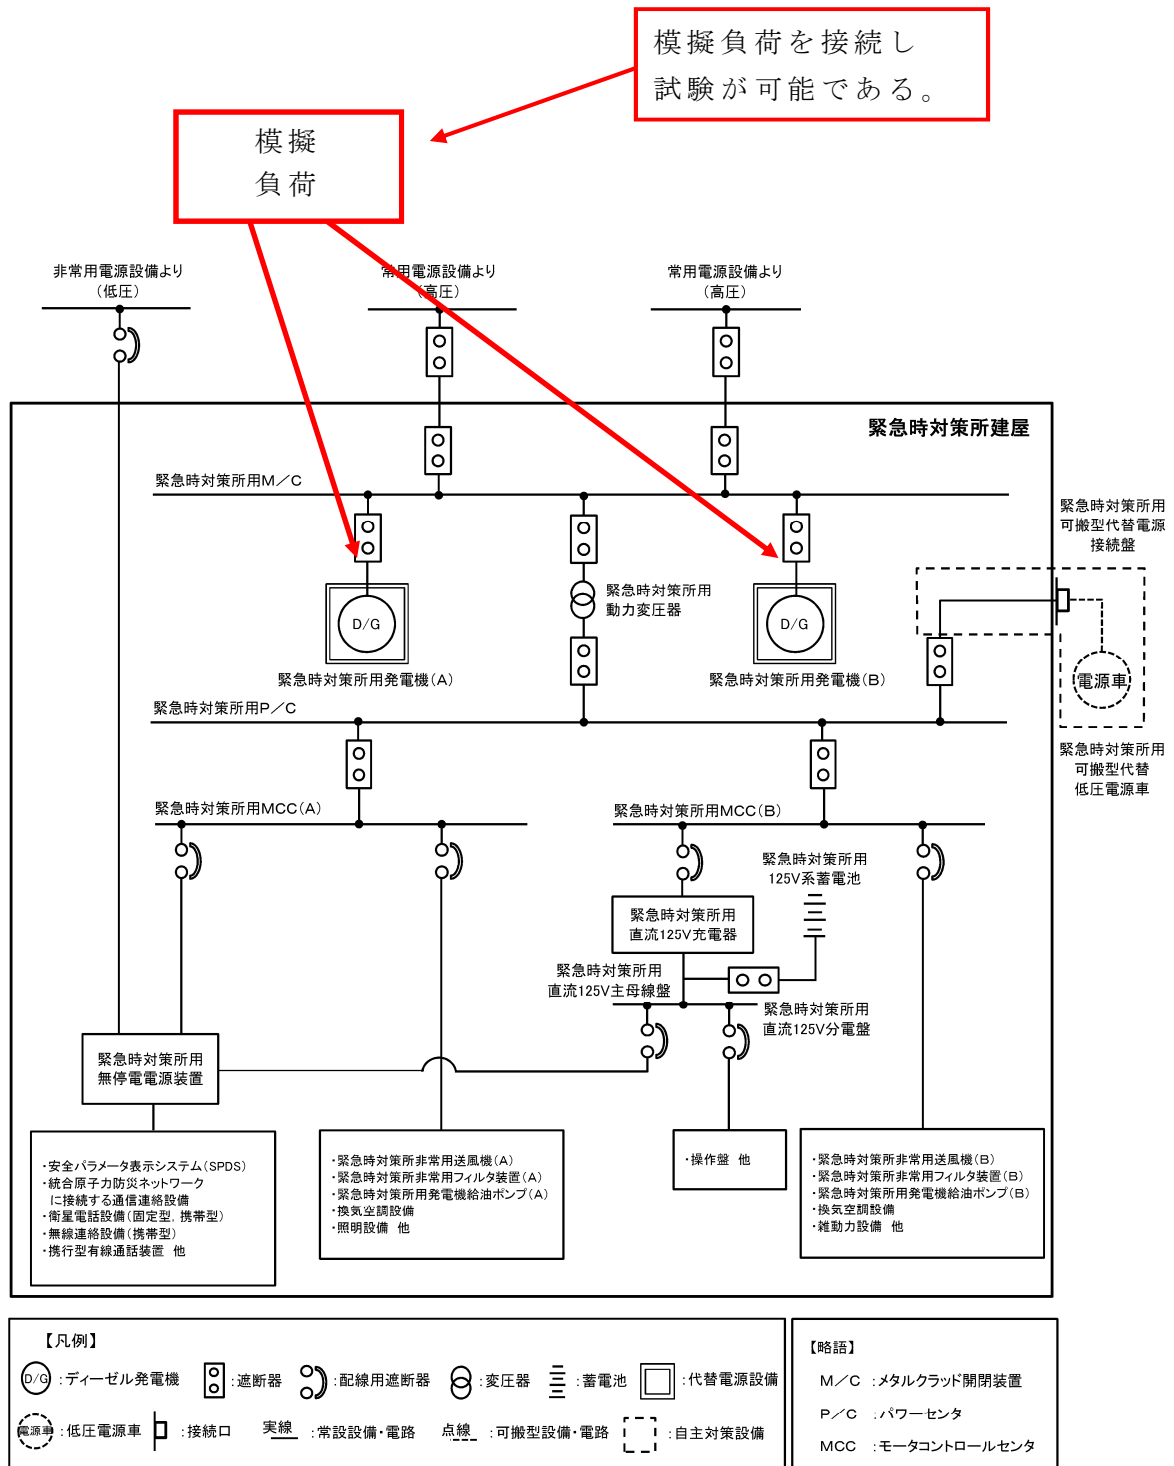 模擬負荷を接続し
試験が可能である。
模擬
負荷
非常用電源設備より
（低圧）
常用電源設備より
（高圧）
常用電源設備より
（高圧）
緊急時対策所建屋
緊急時対策所用M／C
緊急時対策所用
可搬型代替電源
接続盤
緊急時対策所用
動力変圧器
D/G
D/G
緊急時対策所用発電機（A）
緊急時対策所用発電機（B）
電源車
緊急時対策所用P／C
緊急時対策所用
可搬型代替
低圧電源車
緊急時対策所用MCC（A）
緊急時対策所用MCC（B）
緊急時対策所用
125V系蓄電池
緊急時対策所用
直流125V充電器
緊急時対策所用
直流125V主母線盤
緊急時対策所用
直流125V分電盤
緊急時対策所用
無停電電源装置
・安全パラメータ表示システム（SPDS）
・統合原子力防災ネットワーク
に接続する通信連絡設備
・衛星電話設備（固定型，携帯型）
・無線連絡設備（携帯型）
・携行型有線通話装置　他
・緊急時対策所非常用送風機（A）
・緊急時対策所非常用フィルタ装置（A）
・緊急時対策所用発電機給油ポンプ（A）
・換気空調設備
・照明設備　他
・操作盤　他
・緊急時対策所非常用送風機（B）
・緊急時対策所非常用フィルタ装置（B）
・緊急時対策所用発電機給油ポンプ（B）
・換気空調設備
・雑動力設備　他
【凡例】
D/G ：ディーゼル発電機 ：遮断器 ：配線用遮断器 ：変圧器 ：蓄電池 ：代替電源設備
電源車 ：低圧電源車 ：接続口 実線 ：常設設備・電路 点線 ：可搬型設備・電路 ：自主対策設備
【略語】
M／C ：メタルクラッド開閉装置
P／C ：パワーセンタ
MCC ：モータコントロールセンタ